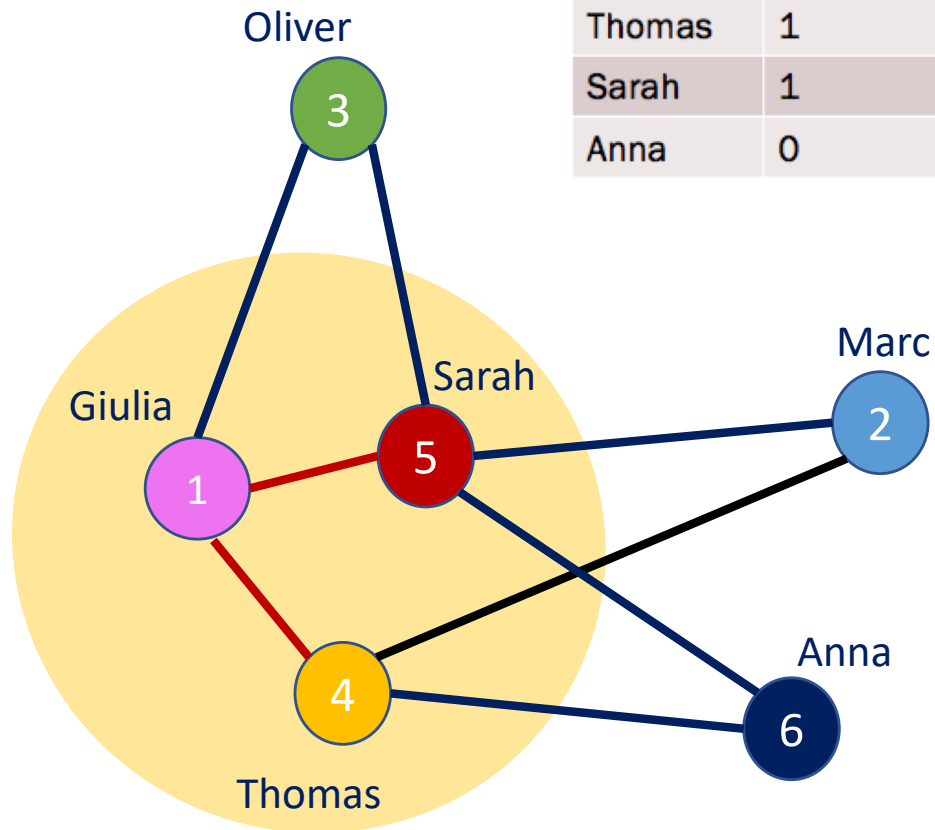 Oliver
Thomas 1
Sarah 1
Anna 0
3
Marc
Sarah
Giulia
2
5
1
Anna
4
6
Thomas